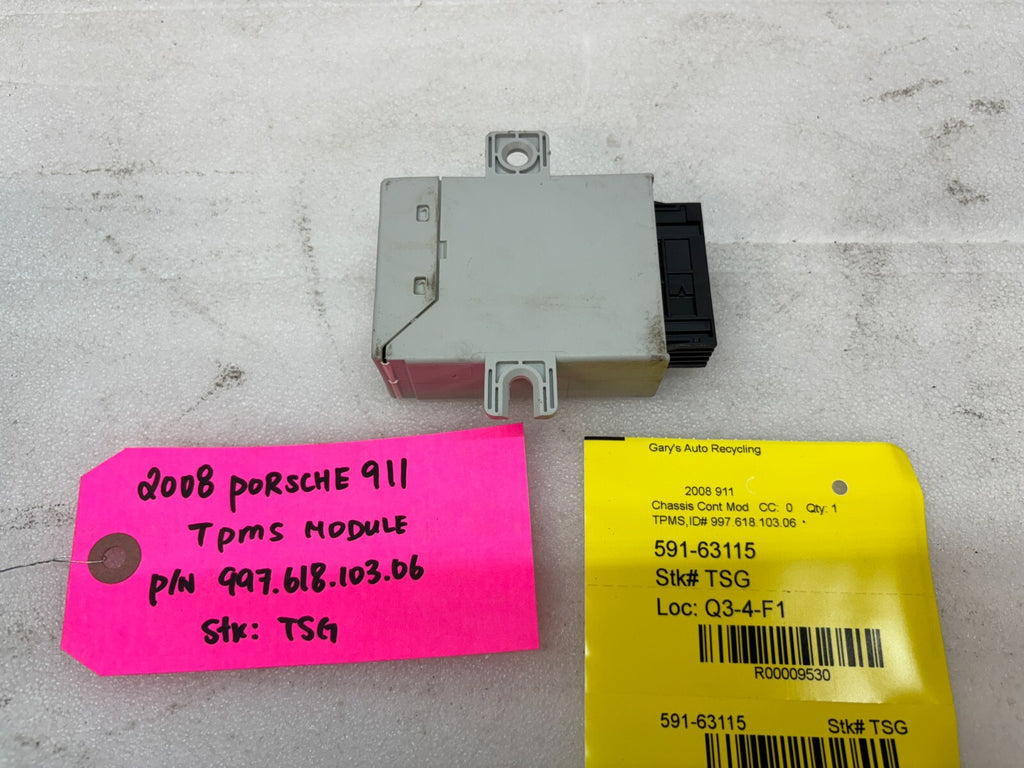 2008 PORSCHE 911
TPMS MODULE
P/N 997.618.103.06
Stk: TSG
Gary's Auto Recycling
2008 911
Chassis Cont Mod CC: 0 Qty: 1
TPMS,ID# 997.618.103.06
591-63115
Stk# TSG
Loc: Q3-4-F1
R00009530
591-63115 Stk# TSG